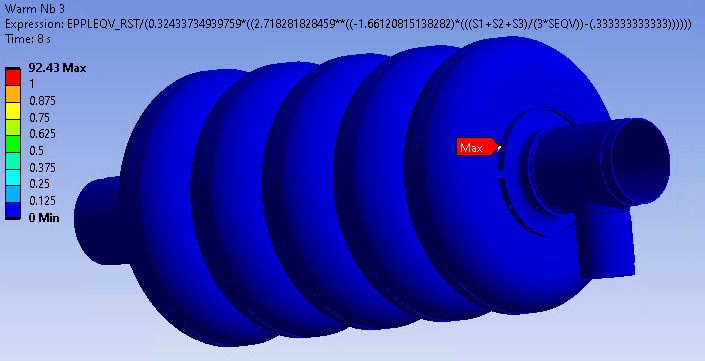 Warm Nb 3
Expression: EPPLEQV_RST/(0.32433734939759*((2.718281828459**((-1.66120815138282)*(((S1+S2+S3)/(3*SEQV))-(.333333333333))))))
Time: 8 s
92.43 Max
1
0.875
0.75
0.625
0.5
0.375
0.25
0.125
0 Min
Max